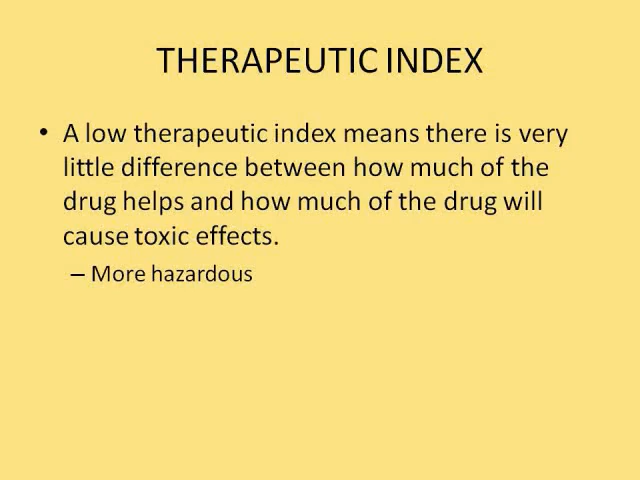 THERAPEUTIC INDEX
• A low therapeutic index means there is very
little difference between how much of the
drug helps and how much of the drug will
cause toxic effects.
– More hazardous